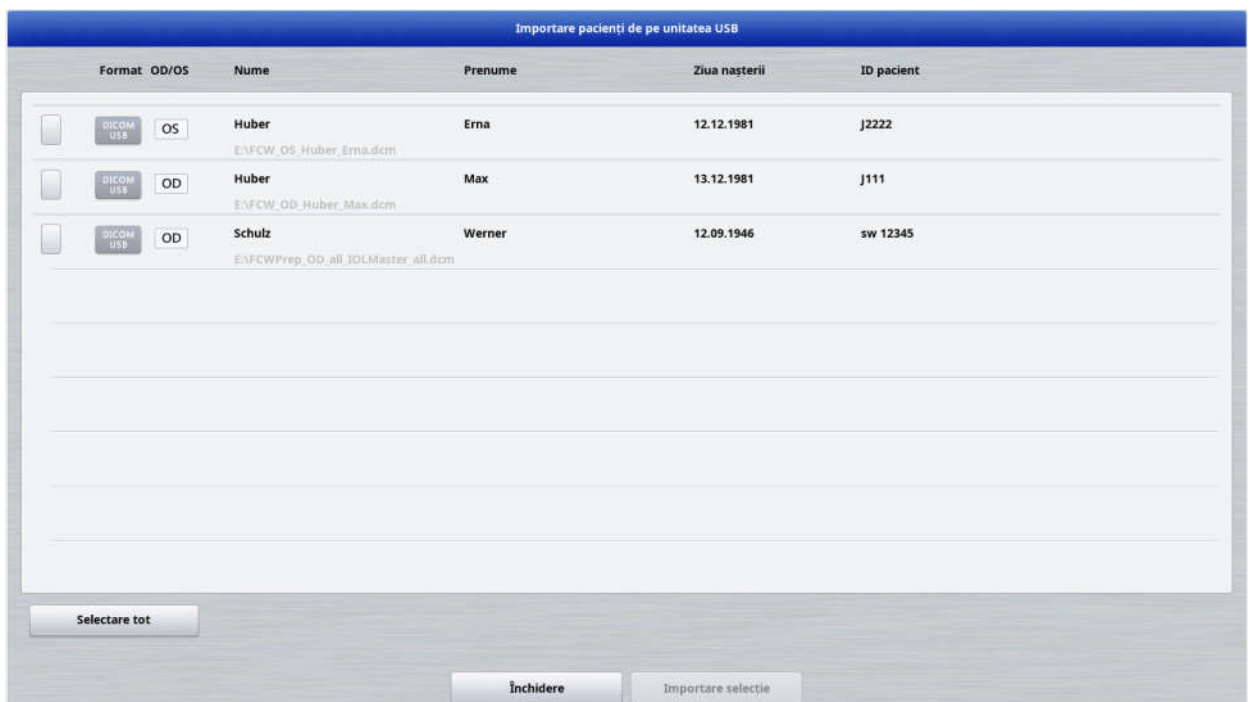 Importare pacienți de pe unitatea USB
Format OD/OS Nume Prenume Ziua nașterii ID pacient
DICOM USB OS Huber Erna 12.12.1981 J2222
E:\FCW_OS_Huber_Erna.dcm
DICOM USB OD Huber Max 13.12.1981 J111
E:\FCW_OD_Huber_Max.dcm
DICOM USB OD Schulz Werner 12.09.1946 sw 12345
E:\FCWPrep_OD_all_IOLMaster_all.dcm
Selectare tot
Închidere Importare selecție